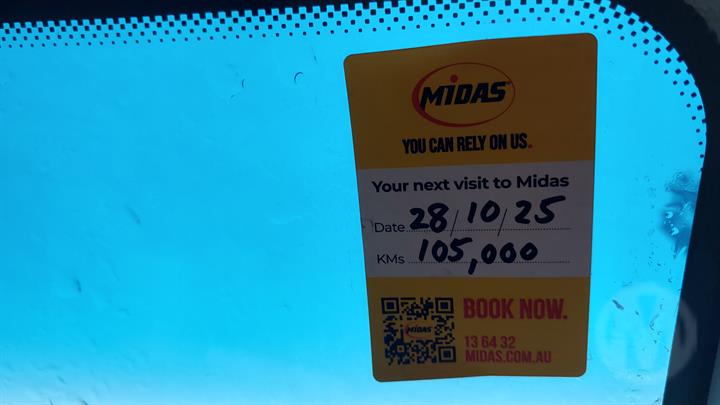 MIDAS
YOU CAN RELY ON US.
Your next visit to Midas
Date 28/10/25
KMs 105,000
MIDAS
BOOK NOW.
13 64 32
MIDAS.COM.AU